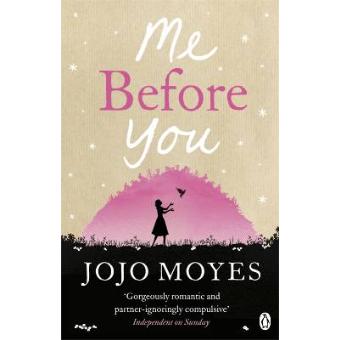 Me
Before
You
JOJO MOYES
‘Gorgeously romantic and
partner-ignoringly compulsive’
Independent on Sunday